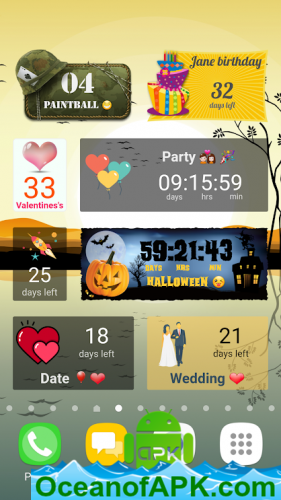 04
PAINTBALL 😬
Jane birthday
32
days left
33
Valentines's
Party 👭 🎉
09:15:59
days hrs min
25
days left
59:21:43
DAYS HRS MIN
HALLOWEEN
18
days left
Date 🎈❤
21
days left
Wedding ❤
P
APK
OceanofAPK.com